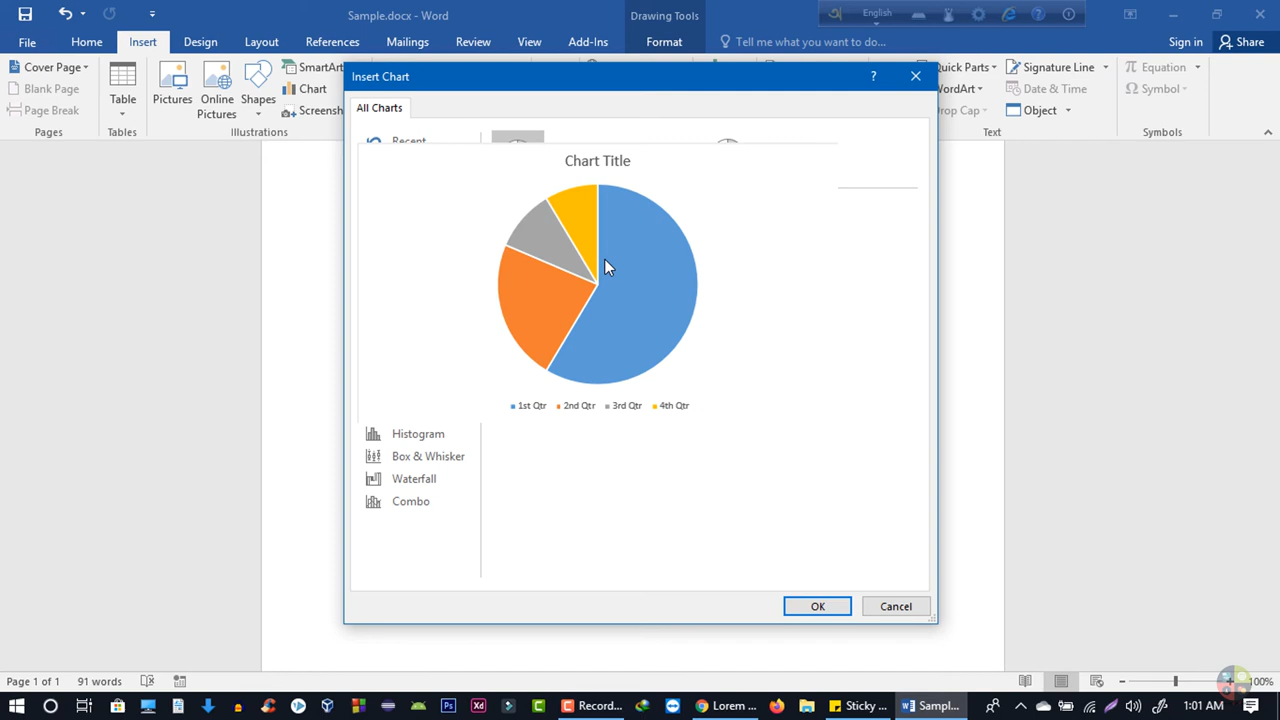 Sample.docx - Word
Drawing Tools
English
File
Home
Insert
Design
Layout
References
Mailings
Review
View
Add-Ins
Format
Tell me what you want to do...
Sign in
Share
Cover Page
Blank Page
Page Break
Pages
Table
Tables
Pictures
Online
Pictures
Shapes
SmartArt
Chart
Screensh
Illustrations
Quick Parts
WordArt
Drop Cap
Signature Line
Date & Time
Object
Text
Equation
Symbol
Symbols
Insert Chart
All Charts
Recent
Chart Title
1st Qtr
2nd Qtr
3rd Qtr
4th Qtr
Histogram
Box & Whisker
Waterfall
Combo
OK
Cancel
Page 1 of 1
91 words
100%
Record...
Lorem ...
Sticky ...
Sampl...
1:01 AM